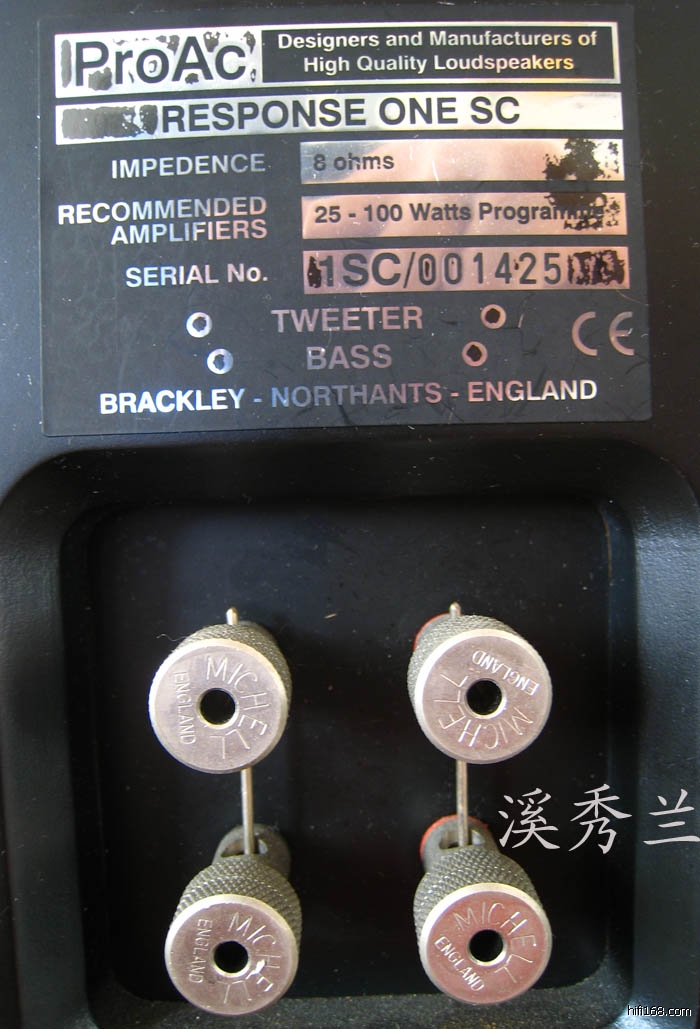 ProAc
Designers and Manufacturers of
High Quality Loudspeakers
RESPONSE ONE SC
IMPEDENCE 8 ohms
RECOMMENDED AMPLIFIERS 25 - 100 Watts Programme
SERIAL No. 1SC/001425
TWEETER
BASS
CE
BRACKLEY - NORTHANTS - ENGLAND
MICHELL ENGLAND
MICHELL ENGLAND
溪秀兰
MICHELL ENGLAND
MICHELL ENGLAND
hifi168.com